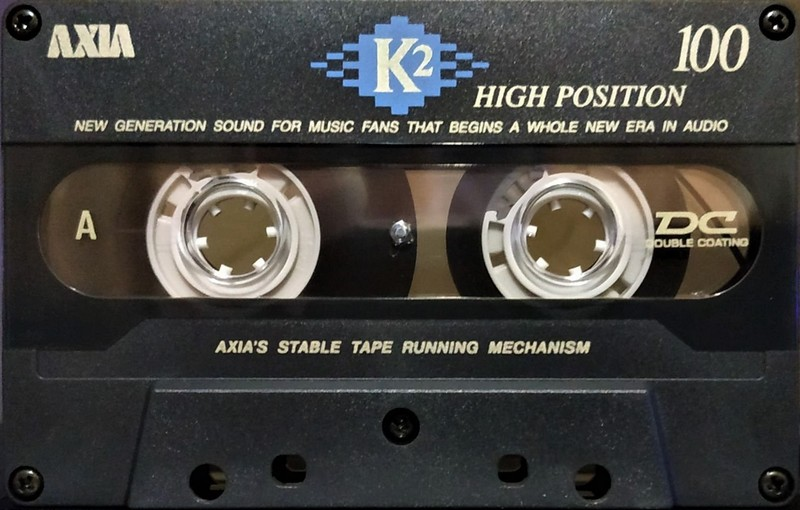 AXIA
K2
100
HIGH POSITION
NEW GENERATION SOUND FOR MUSIC FANS THAT BEGINS A WHOLE NEW ERA IN AUDIO
A
DC
DOUBLE COATING
AXIA'S STABLE TAPE RUNNING MECHANISM